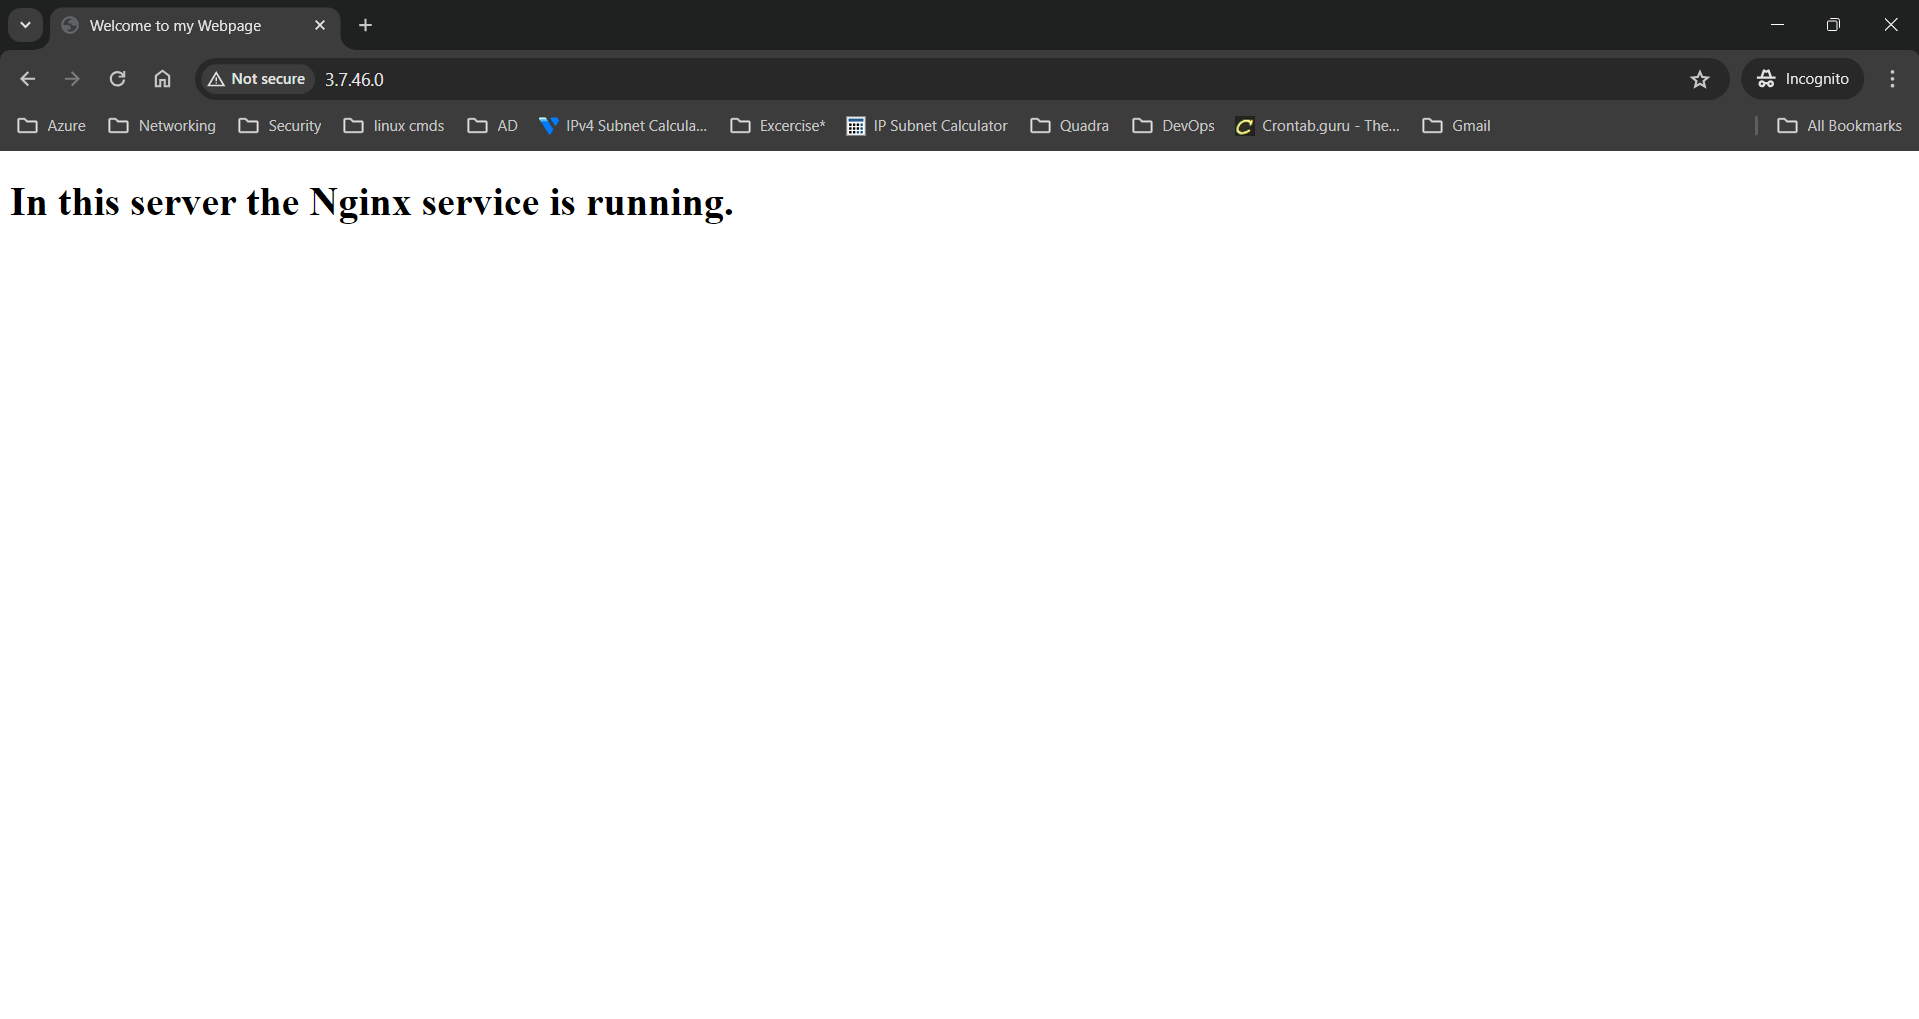 Welcome to my Webpage
Not secure 3.7.46.0 Incognito
Azure Networking Security linux cmds AD IPv4 Subnet Calcula... Excercise* IP Subnet Calculator Quadra DevOps Crontab.guru - The... Gmail All Bookmarks
In this server the Nginx service is running.